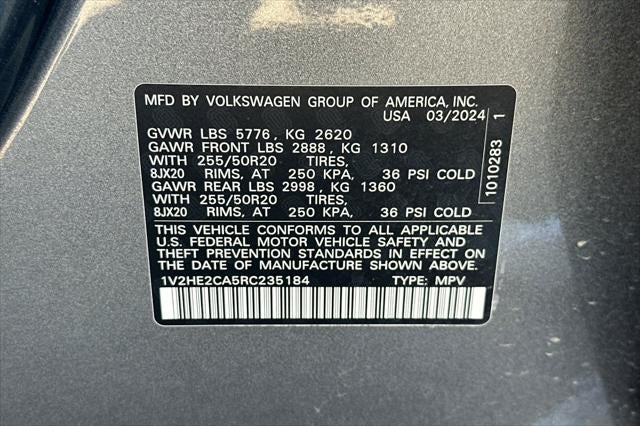 MFD BY VOLKSWAGEN GROUP OF AMERICA, INC.
USA 03/2024
GVWR LBS 5776 , KG 2620
GAWR FRONT LBS 2888 , KG 1310
WITH 255/50R20 TIRES,
8JX20 RIMS, AT 250 KPA, 36 PSI COLD
GAWR REAR LBS 2998 , KG 1360
WITH 255/50R20 TIRES,
8JX20 RIMS, AT 250 KPA, 36 PSI COLD
THIS VEHICLE CONFORMS TO ALL APPLICABLE
U.S. FEDERAL MOTOR VEHICLE SAFETY AND
THEFT PREVENTION STANDARDS IN EFFECT ON
THE DATE OF MANUFACTURE SHOWN ABOVE.
1V2HE2CA5RC235184 TYPE: MPV
1010283 1